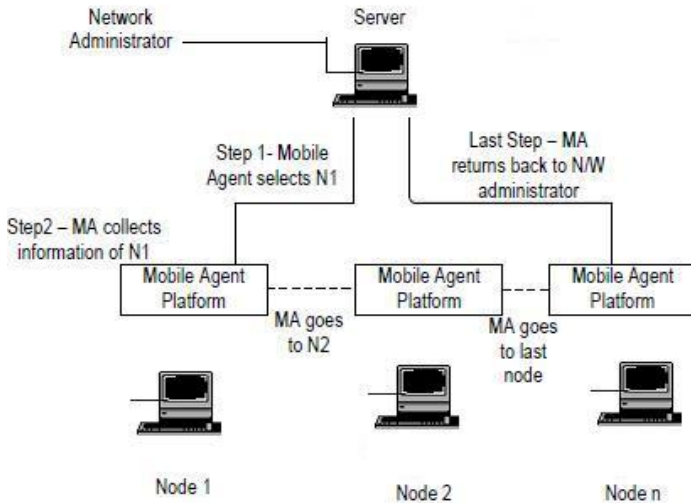 Network
Administrator
Server
Step 1- Mobile
Agent selects N1
Last Step – MA
returns back to N/W
administrator
Step2 – MA collects
information of N1
Mobile Agent
Platform
Mobile Agent
Platform
Mobile Agent
Platform
MA goes
to N2
MA goes
to last
node
Node 1
Node 2
Node n